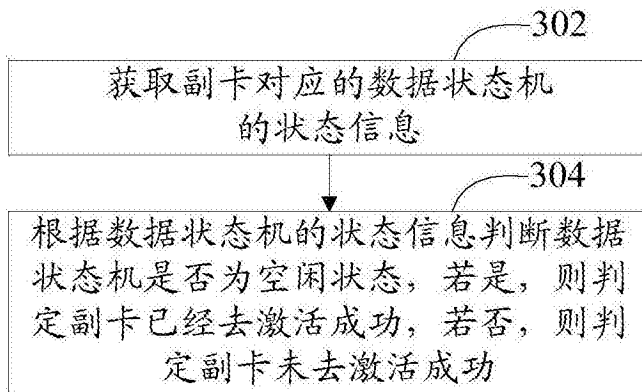 302
获取副卡对应的数据状态机
的状态信息
304
根据数据状态机的状态信息判断数据
状态机是否为空闲状态，若是，则判
定副卡已经去激活成功，若否，则判
定副卡未去激活成功